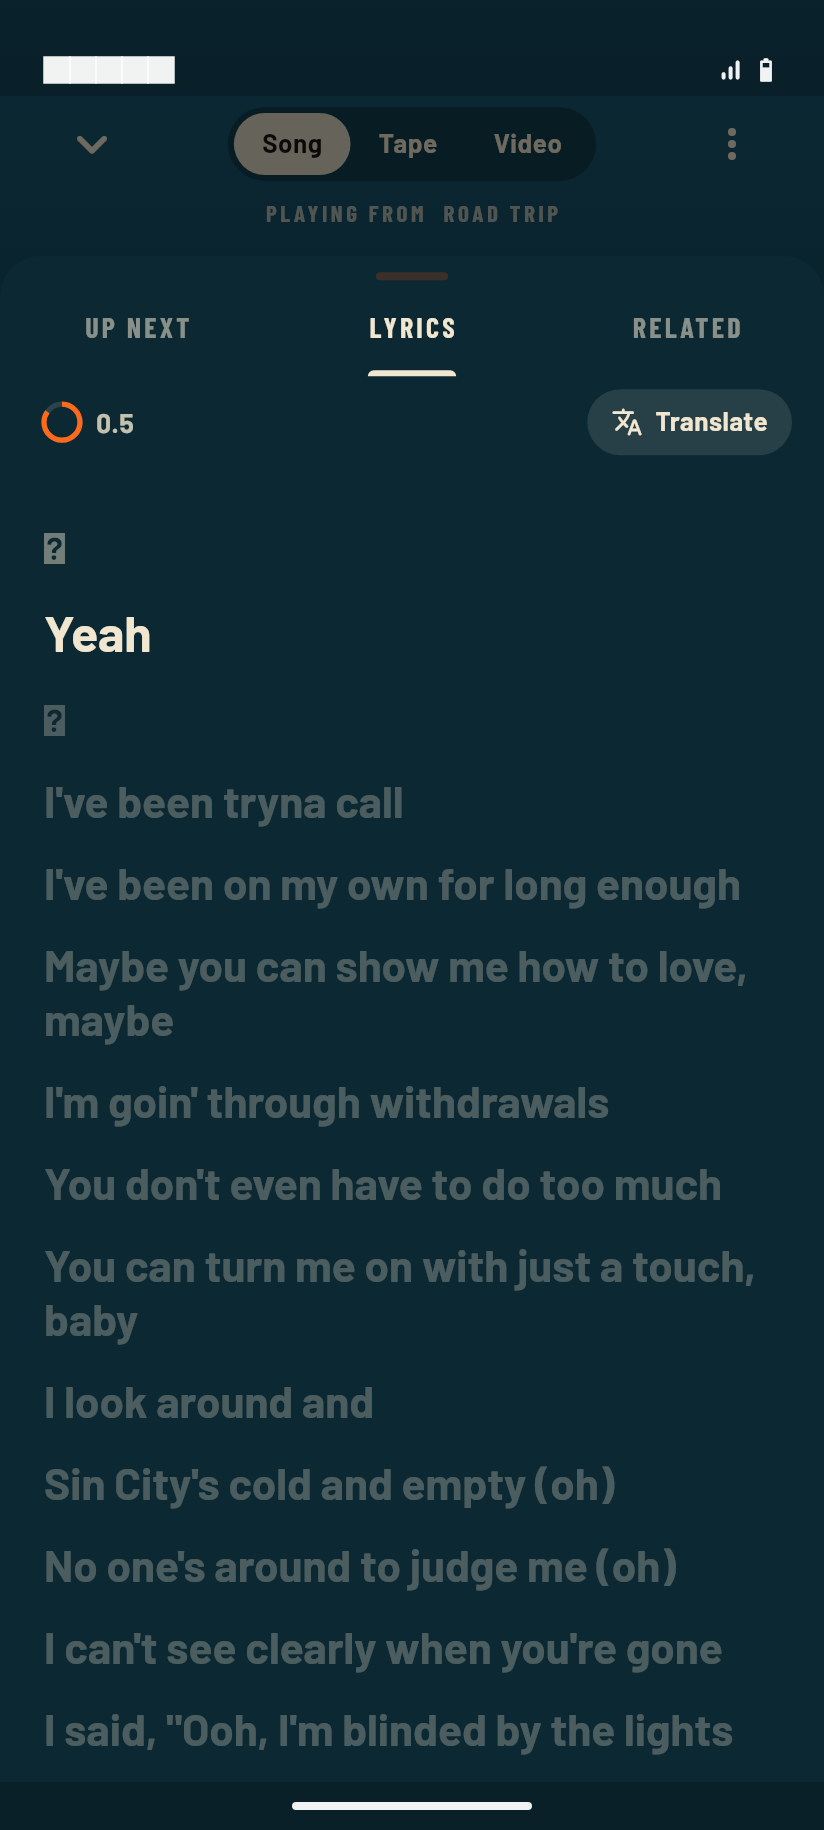 Song Tape Video
PLAYING FROM ROAD TRIP
UP NEXT LYRICS RELATED
0.5 Translate
?
Yeah
?
I've been tryna call
I've been on my own for long enough
Maybe you can show me how to love,
maybe
I'm goin' through withdrawals
You don't even have to do too much
You can turn me on with just a touch,
baby
I look around and
Sin City's cold and empty (oh)
No one's around to judge me (oh)
I can't see clearly when you're gone
I said, "Ooh, I'm blinded by the lights